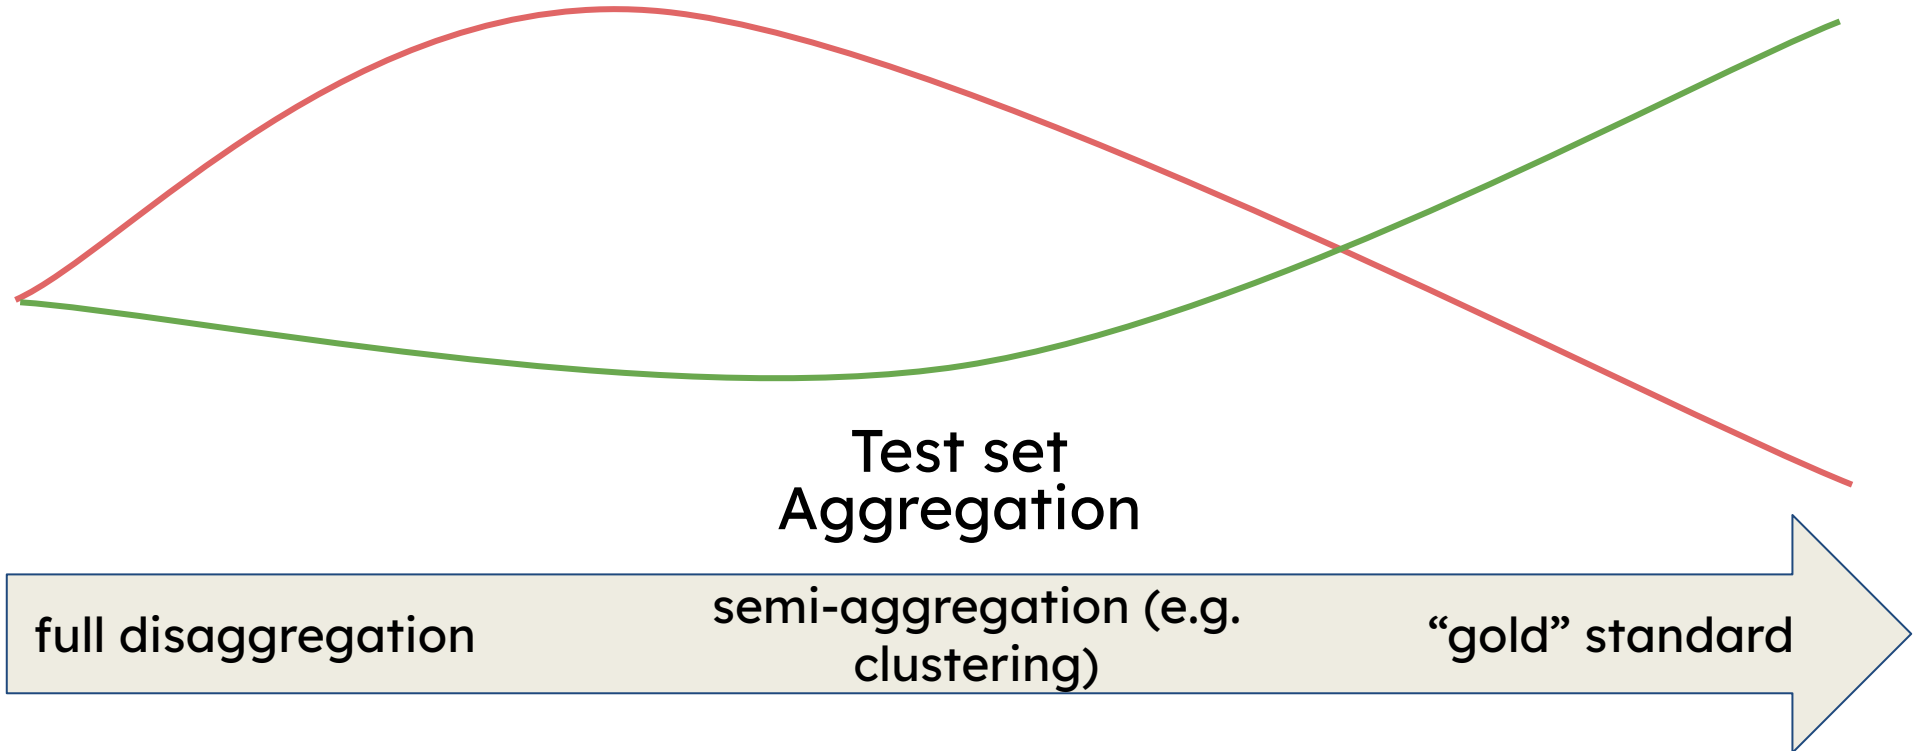 Test set
Aggregation
full disaggregation
semi-aggregation (e.g.
clustering)
“gold” standard